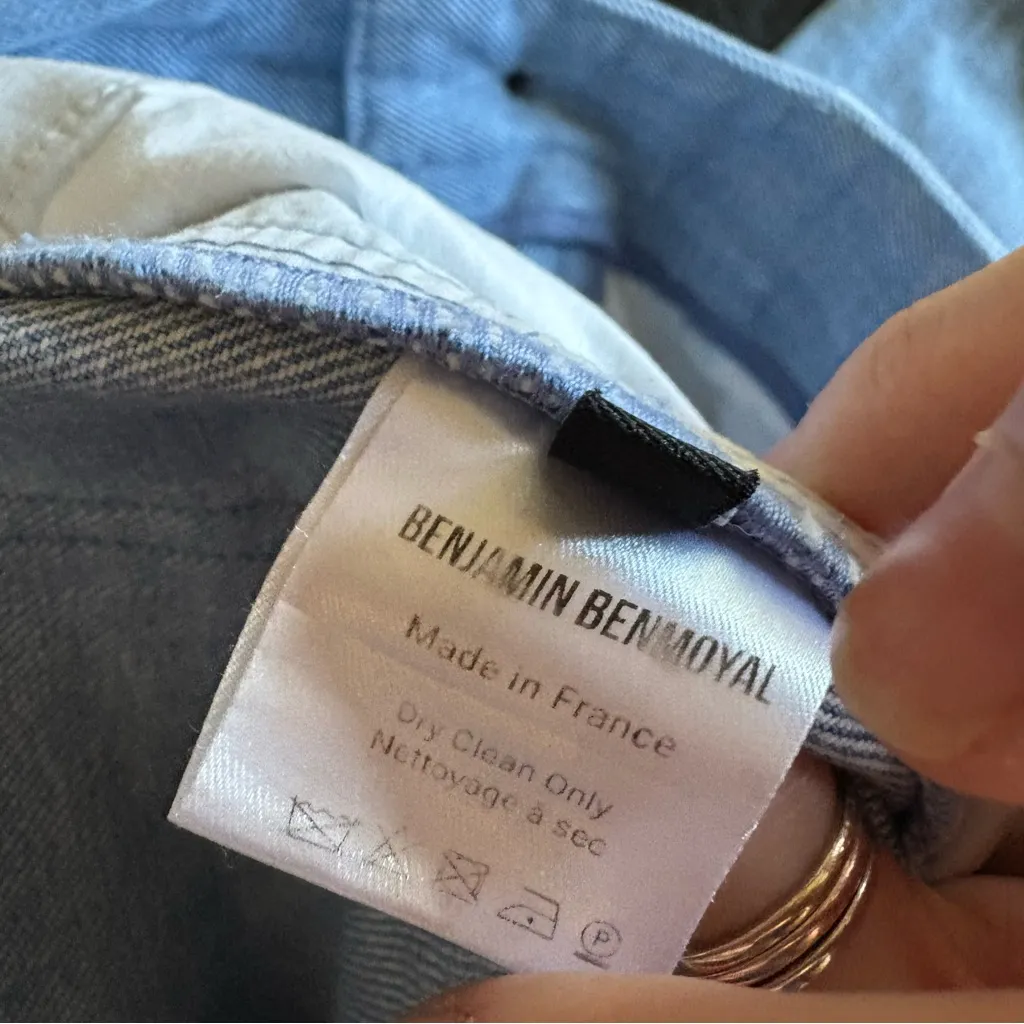 BENJAMIN BENMOYAL
Made in France
Dry Clean Only
Nettoyage à sec
P